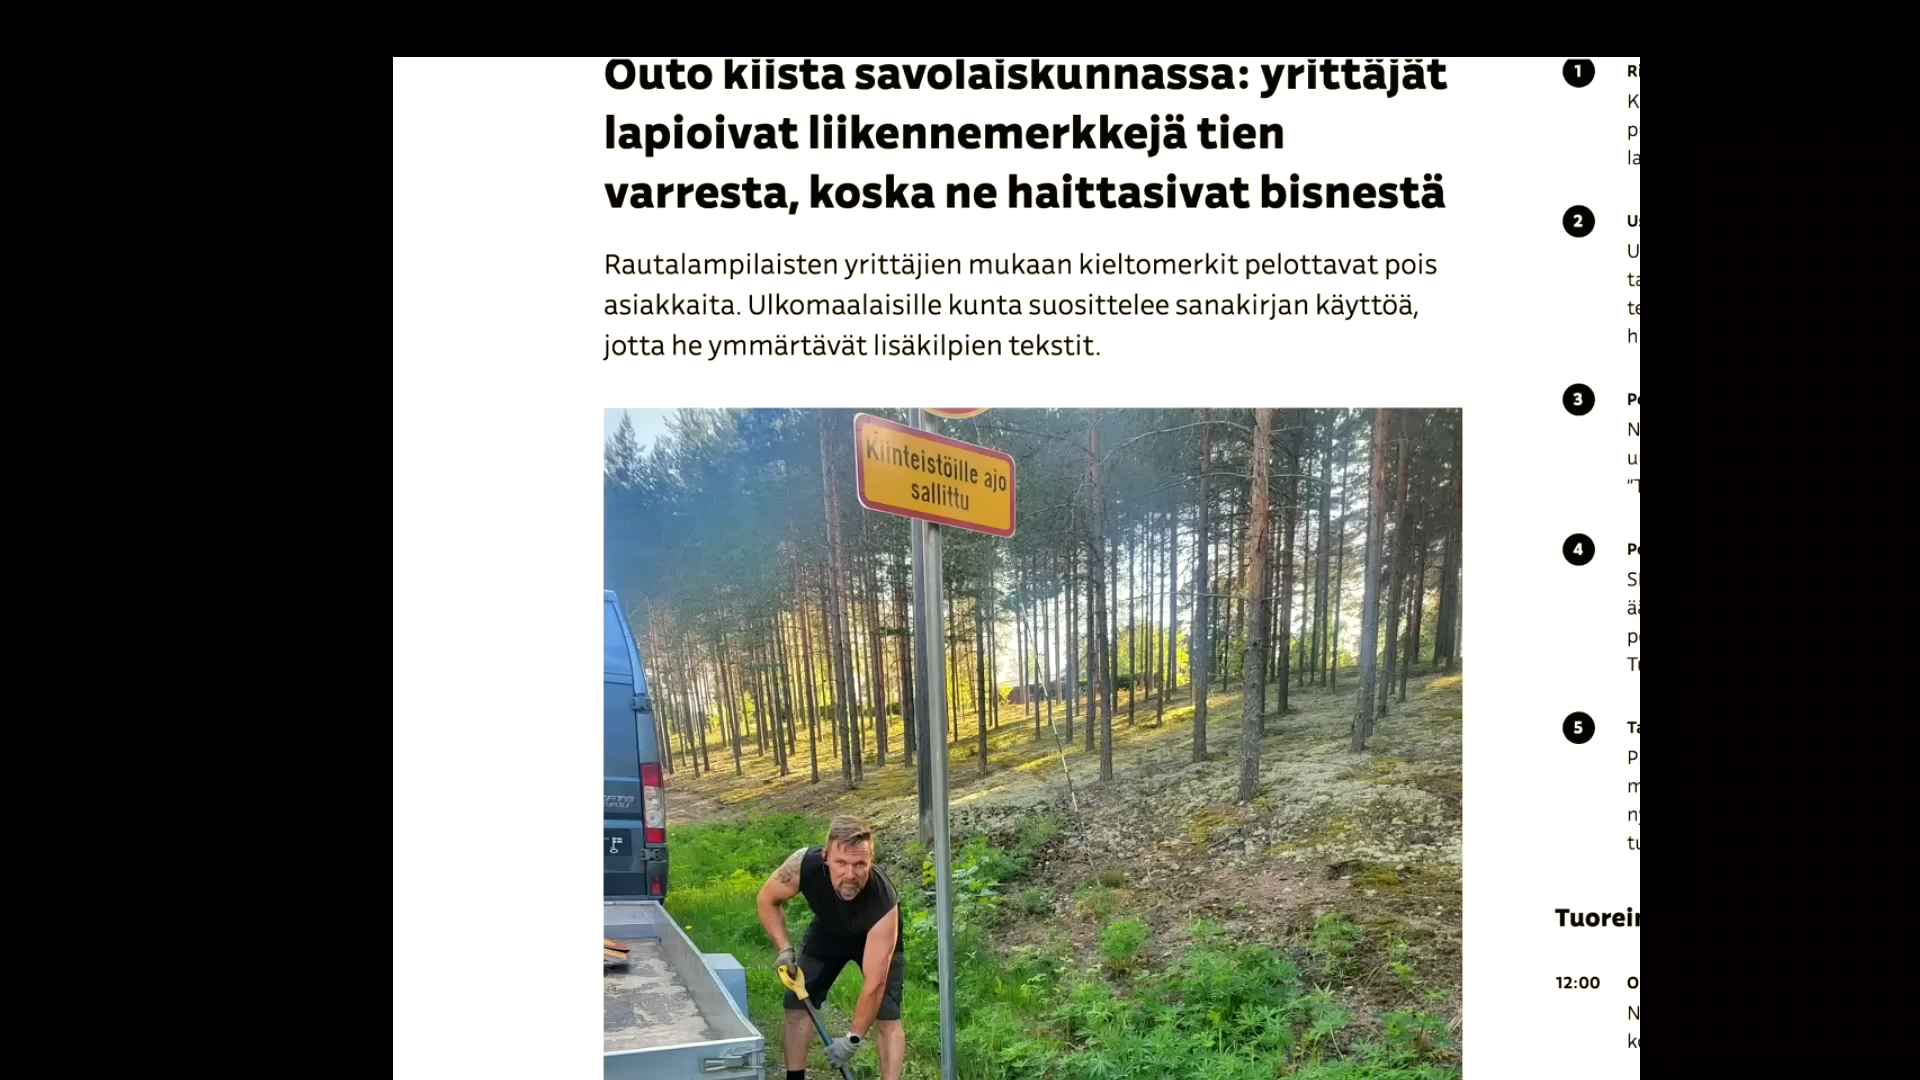 Outo kiista savolaiskunnassa: yrittäjät
lapioivat liikennemerkkejä tien
varresta, koska ne haittasivat bisnestä
Rautalampilaisten yrittäjien mukaan kieltomerkit pelottavat pois
asiakkaita. Ulkomaalaisille kunta suosittelee sanakirjan käyttöä,
jotta he ymmärtävät lisäkilpien tekstit.
Kiinteistöille ajo
sallittu
1
2
3
4
5
12:00